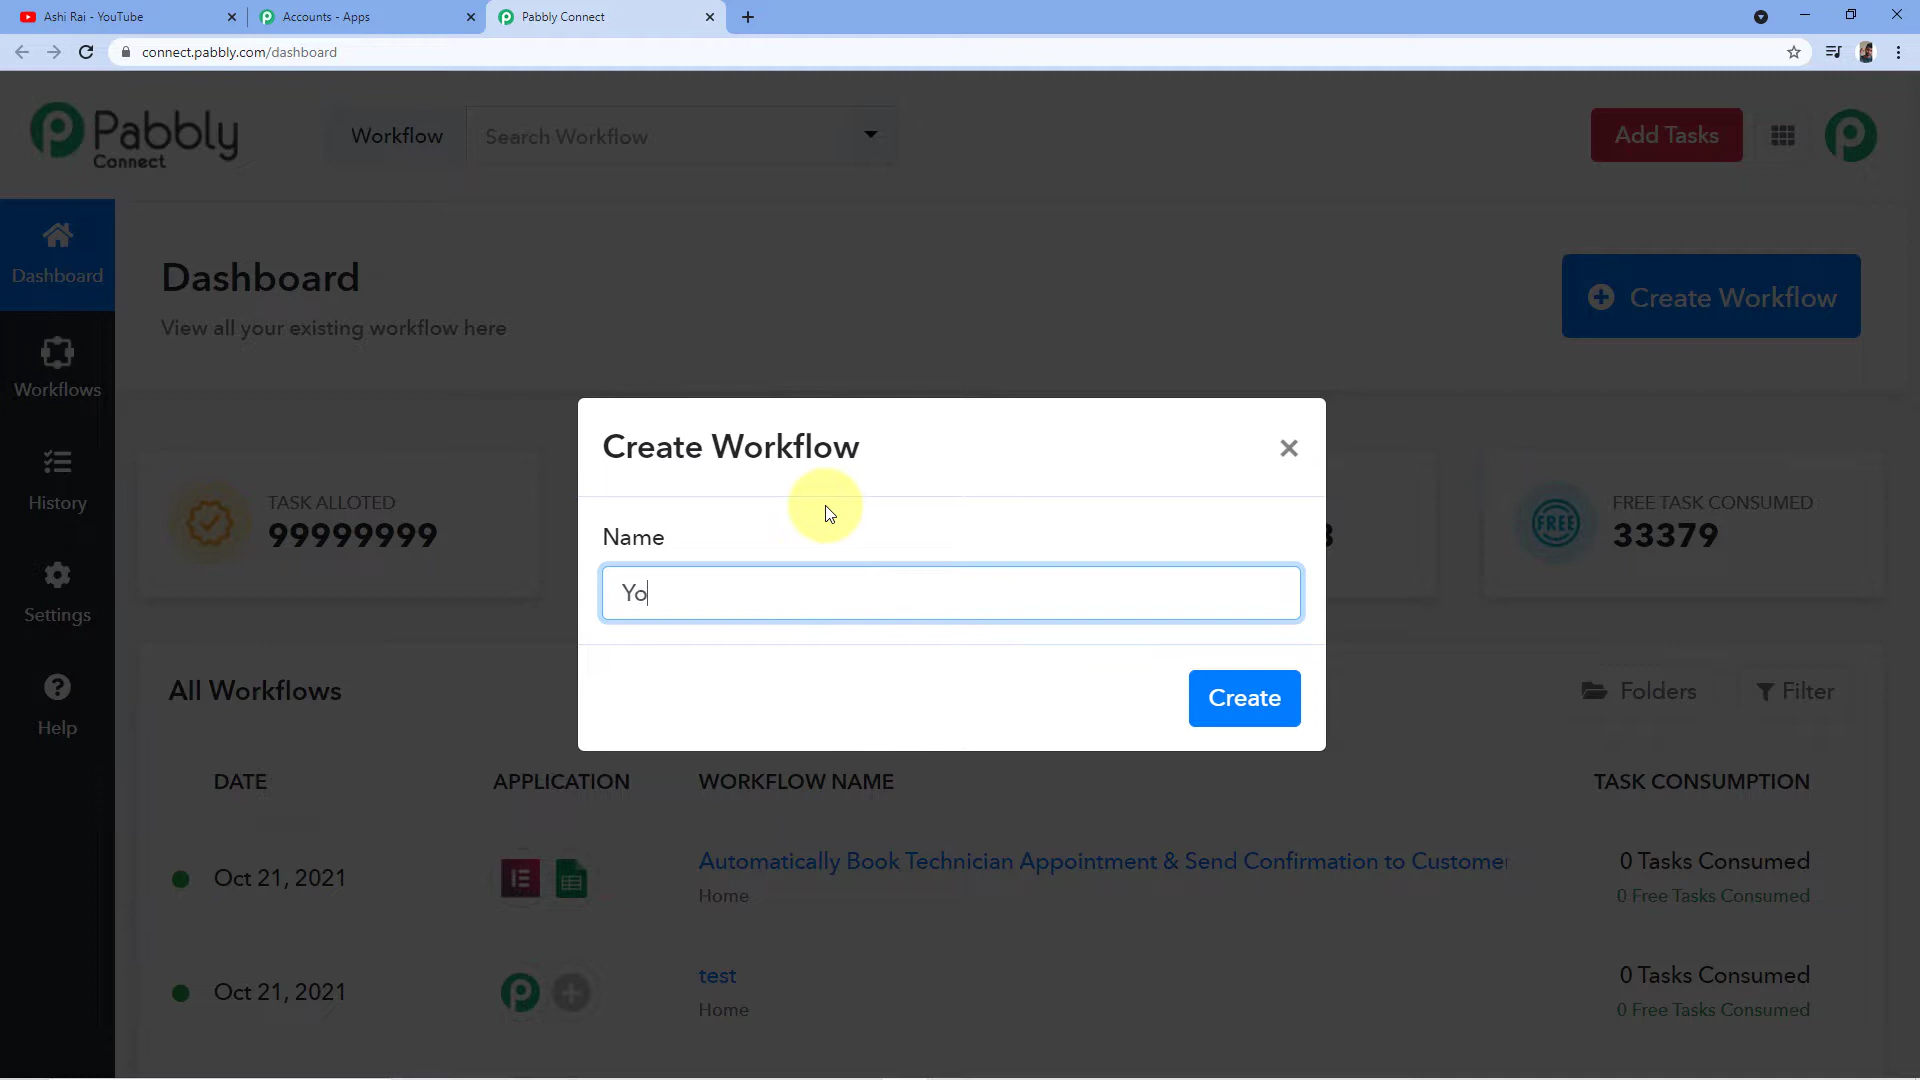 Ashi Rai - YouTube
Accounts - Apps
Pabbly Connect
connect.pabbly.com/dashboard
Pabbly
Connect
Workflow
Search Workflow
Add Tasks
Dashboard
Workflows
History
Settings
Help
Dashboard
View all your existing workflow here
Create Workflow
TASK ALLOTED
99999999
FREE TASK CONSUMED
33379
FREE
Create Workflow
Name
Yo
Create
All Workflows
Folders
Filter
DATE APPLICATION WORKFLOW NAME TASK CONSUMPTION
Oct 21, 2021
Automatically Book Technician Appointment & Send Confirmation to Customer
Home
0 Tasks Consumed
0 Free Tasks Consumed
Oct 21, 2021
test
Home
0 Tasks Consumed
0 Free Tasks Consumed